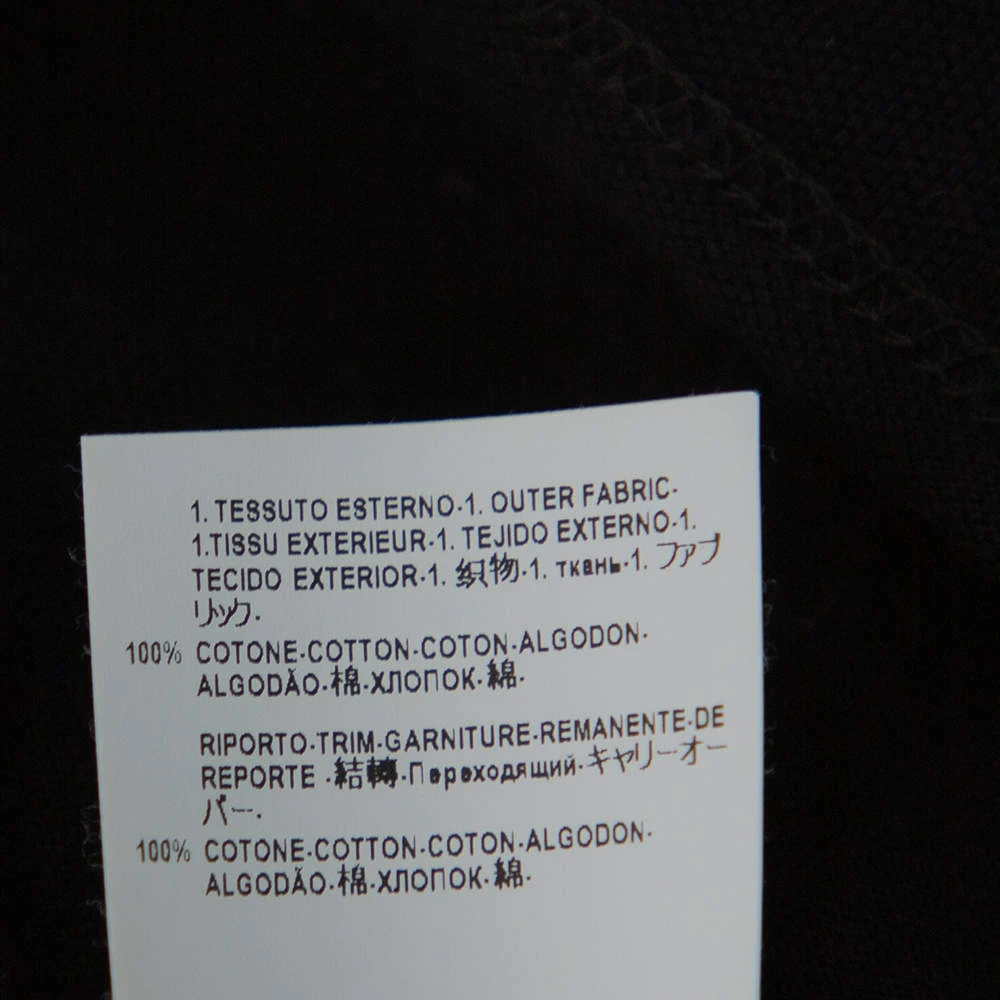 1. TESSUTO ESTERNO-1. OUTER FABRIC-
1.TISSU EXTERIEUR-1. TEJIDO EXTERNO-1.
TECIDO EXTERIOR-1. 织物-1. ткань-1. ファブ
リック-
100% COTONE-COTTON-COTON-ALGODON-
ALGODÃO-棉-ХЛОПОК-綿-
RIPORTO-TRIM-GARNITURE-REMANENTE-DE
REPORTE -結轉-Переходящий-キャリーオー
バー-
100% COTONE-COTTON-COTON-ALGODON-
ALGODÃO-棉-ХЛОПОК-綿-